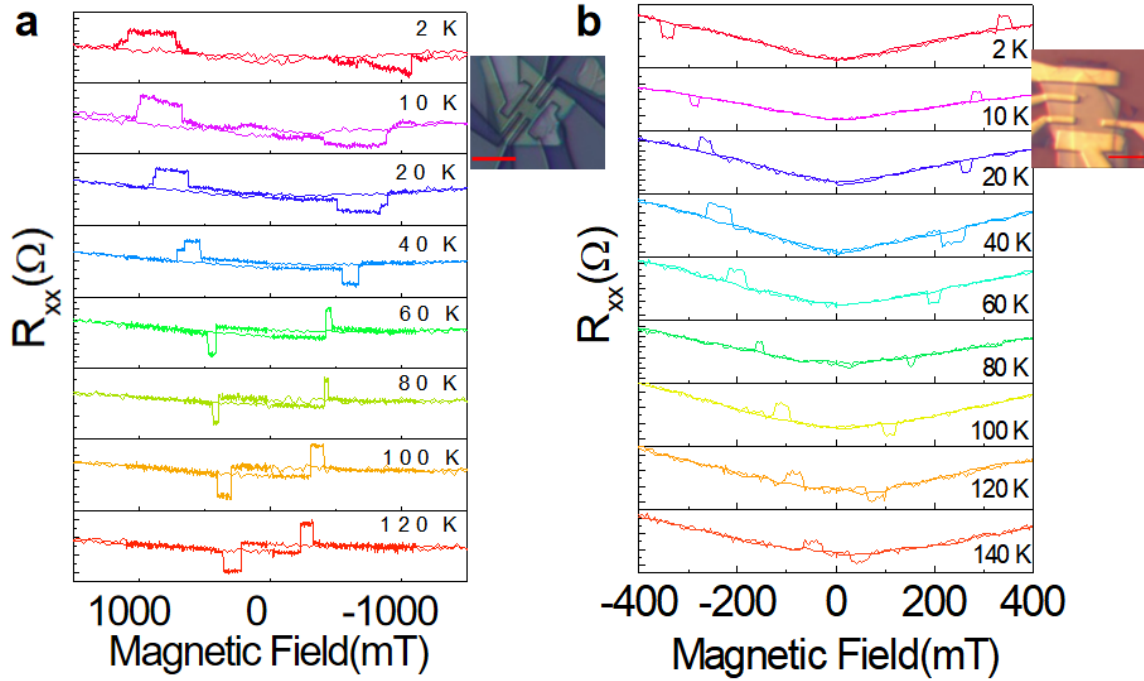 a
2 K
10 K
20 K
40 K
60 K
80 K
100 K
120 K
Rxx(Ω)
1000 0 -1000
Magnetic Field(mT)
b
2 K
10 K
20 K
40 K
60 K
80 K
100 K
120 K
140 K
Rxx(Ω)
-400 -200 0 200 400
Magnetic Field(mT)